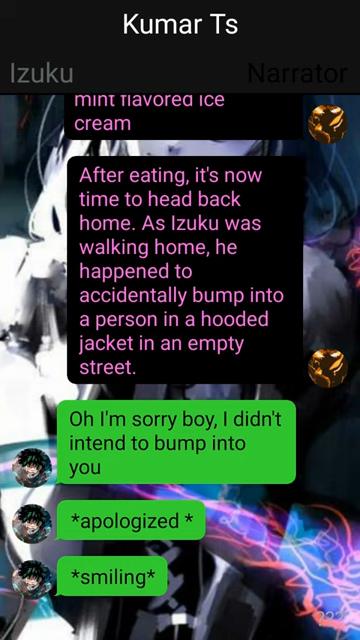 Kumar Ts
Izuku
Narrator
mint flavored ice
cream
After eating, it's now
time to head back
home. As Izuku was
walking home, he
happened to
accidentally bump into
a person in a hooded
jacket in an empty
street.
Oh I'm sorry boy, I didn't
intend to bump into
you
*apologized *
*smiling*